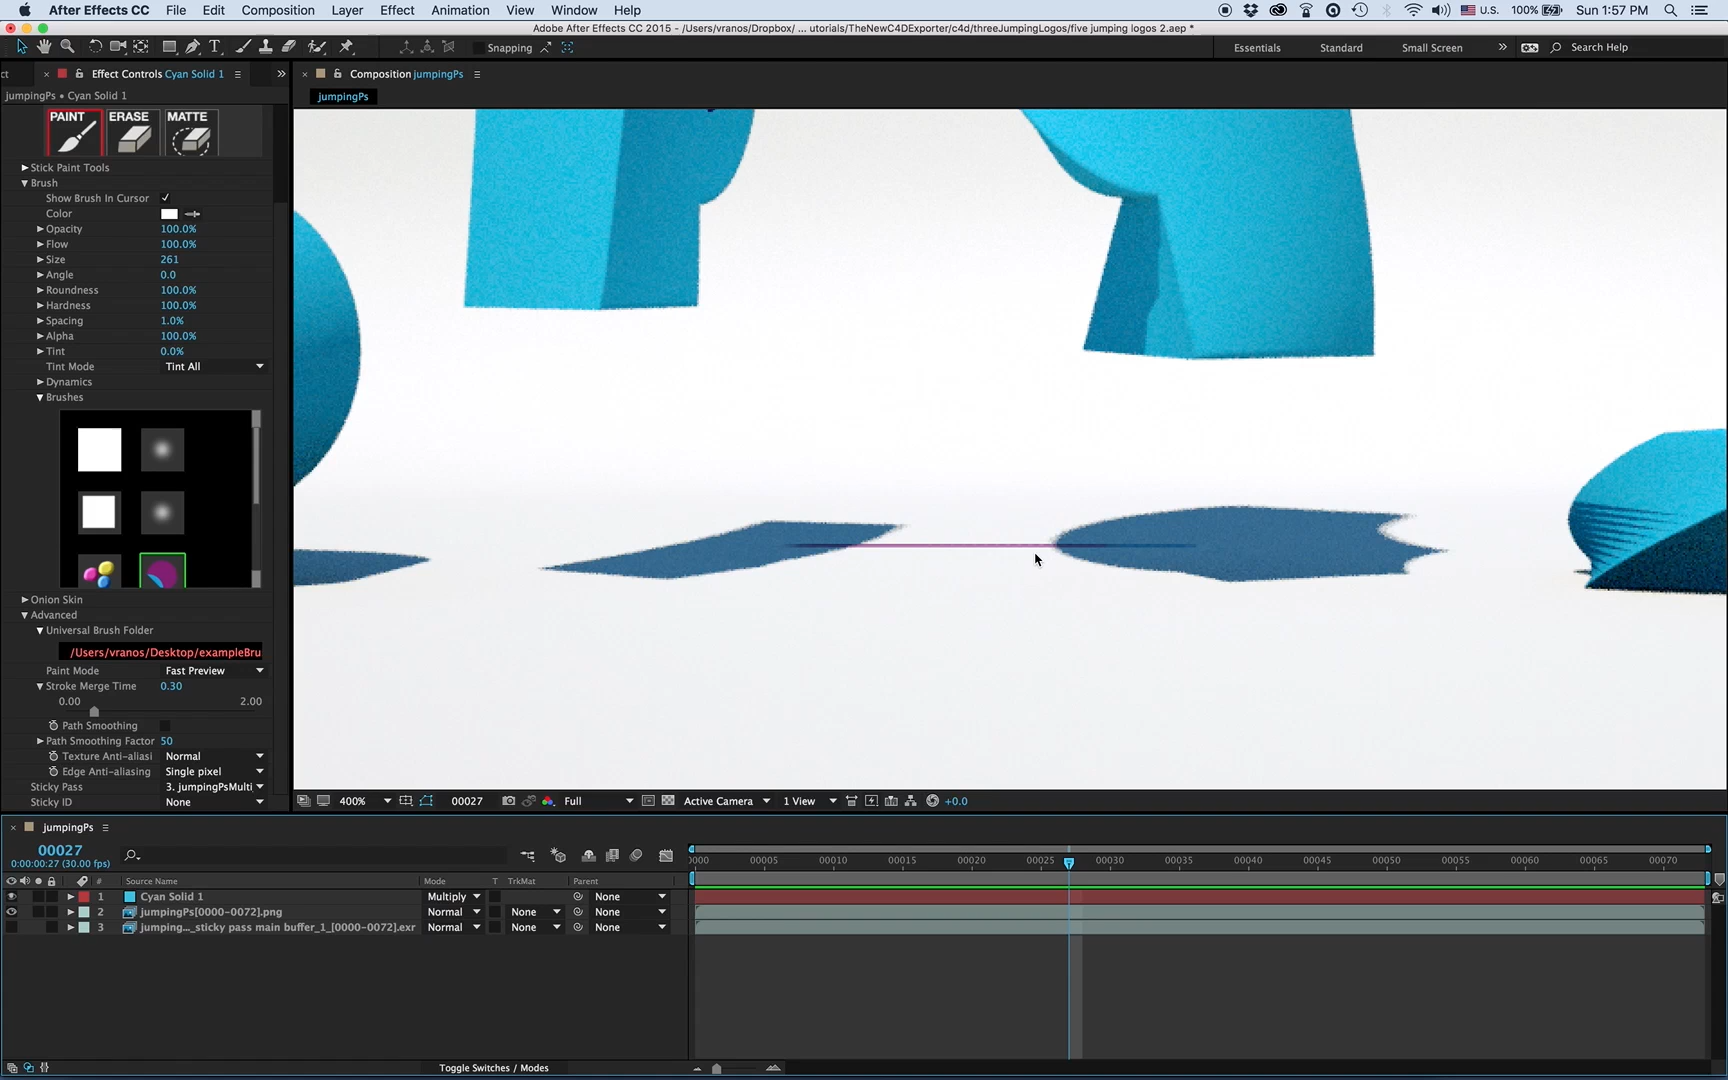 After Effects CC File Edit Composition Layer Effect Animation View Window Help U.S. 100% Sun 1:57 PM
Adobe After Effects CC 2015 - /Users/vranos/Dropbox/ ... utorials/TheNewC4DExporter/c4d/threeJumpingLogos/five jumping logos 2.aep *
T Snapping Essentials Standard Small Screen Search Help
ct Effect Controls Cyan Solid 1 Composition jumpingPs
jumpingPs • Cyan Solid 1 jumpingPs
PAINT ERASE MATTE
Stick Paint Tools
Brush
Show Brush In Cursor
Color
Opacity 100.0%
Flow 100.0%
Size 261
Angle 0.0
Roundness 100.0%
Hardness 100.0%
Spacing 1.0%
Alpha 100.0%
Tint 0.0%
Tint Mode Tint All
Dynamics
Brushes
Onion Skin
Advanced
Universal Brush Folder
/Users/vranos/Desktop/exampleBru
Paint Mode Fast Preview
Stroke Merge Time 0.30
0.00 2.00
Path Smoothing
Path Smoothing Factor 50
Texture Anti-aliasi Normal
Edge Anti-aliasing Single pixel
Sticky Pass 3. jumpingPsMulti
Sticky ID None
400% 00027 Full Active Camera 1 View +0.0
jumpingPs
00027
0:00:00:27 (30.00 fps)
0000 00005 00010 00015 00020 00025 00030 00035 00040 00045 00050 00055 00060 00065 00070
# Source Name Mode T TrkMat Parent
1 Cyan Solid 1 Multiply None
2 jumpingPs[0000-0072].png Normal None None
3 jumping..._sticky pass main buffer_1_[0000-0072].exr Normal None None
Toggle Switches / Modes